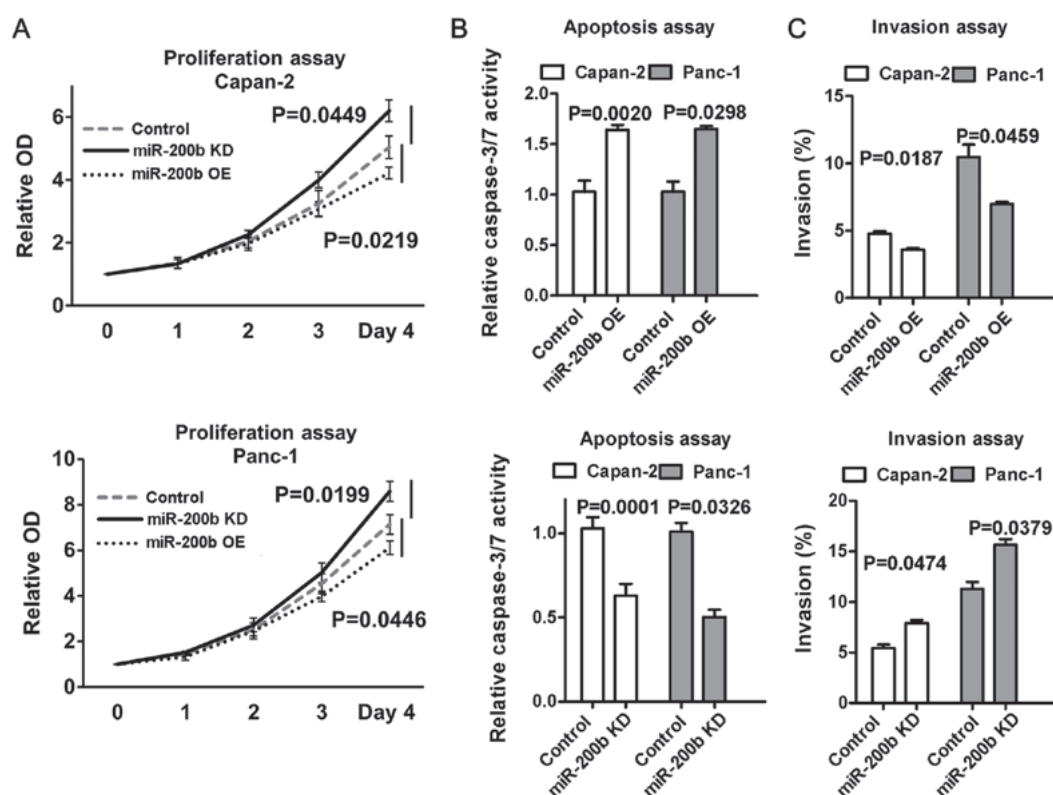 A
Proliferation assay
Capan-2
Control
miR-200b KD
miR-200b OE
P=0.0449
P=0.0219
Relative OD
6
4
2
0
0 1 2 3 Day 4
Proliferation assay
Panc-1
Control
miR-200b KD
miR-200b OE
P=0.0199
P=0.0446
Relative OD
10
8
6
4
2
0
0 1 2 3 Day 4
B
Apoptosis assay
Capan-2 Panc-1
P=0.0020 P=0.0298
Relative caspase-3/7 activity
2.0
1.5
1.0
0.5
0.0
Control
miR-200b OE
Control
miR-200b OE
Apoptosis assay
Capan-2 Panc-1
P=0.0001 P=0.0326
Relative caspase-3/7 activity
1.0
0.5
0.0
Control
miR-200b KD
Control
miR-200b KD
C
Invasion assay
Capan-2 Panc-1
P=0.0187
P=0.0459
Invasion (%)
15
10
5
0
Control
miR-200b OE
Control
miR-200b OE
Invasion assay
Capan-2 Panc-1
P=0.0474
P=0.0379
Invasion (%)
20
15
10
5
0
Control
miR-200b KD
Control
miR-200b KD